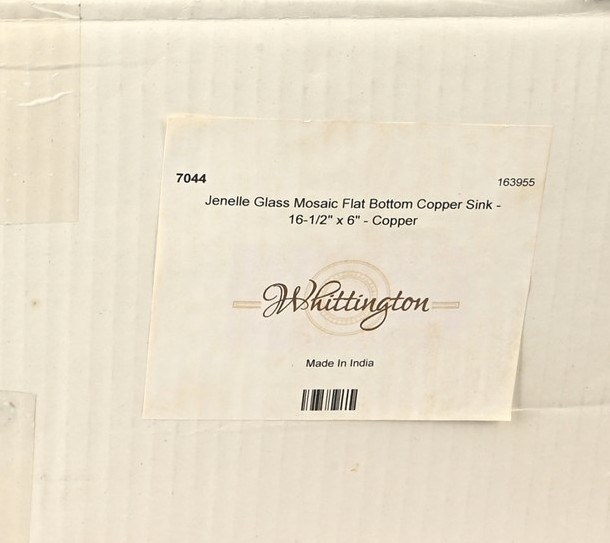 7044
163955
Jenelle Glass Mosaic Flat Bottom Copper Sink -
16-1/2" x 6" - Copper
Whittington
Made In India